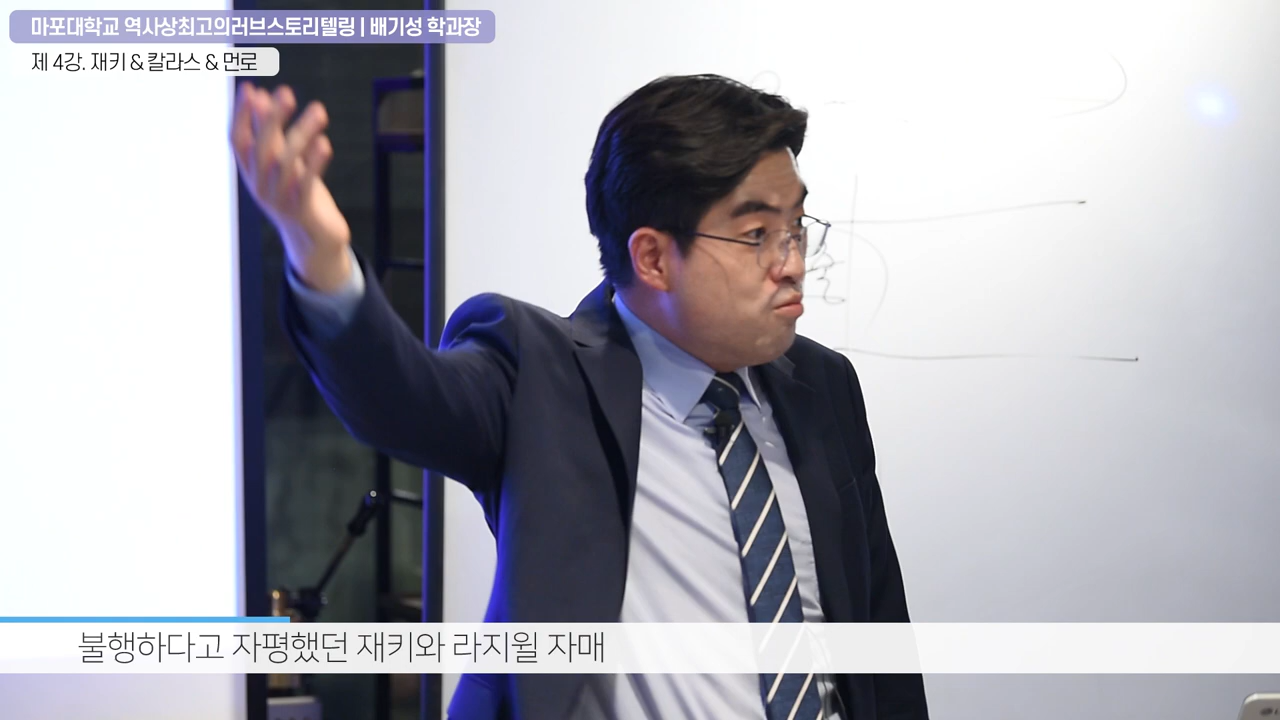 마포대학교 역사상최고의러브스토리텔링 | 배기성 학과장
제 4강. 재키 & 칼라스 & 먼로
불행하다고 자평했던 재키와 라지윌 자매